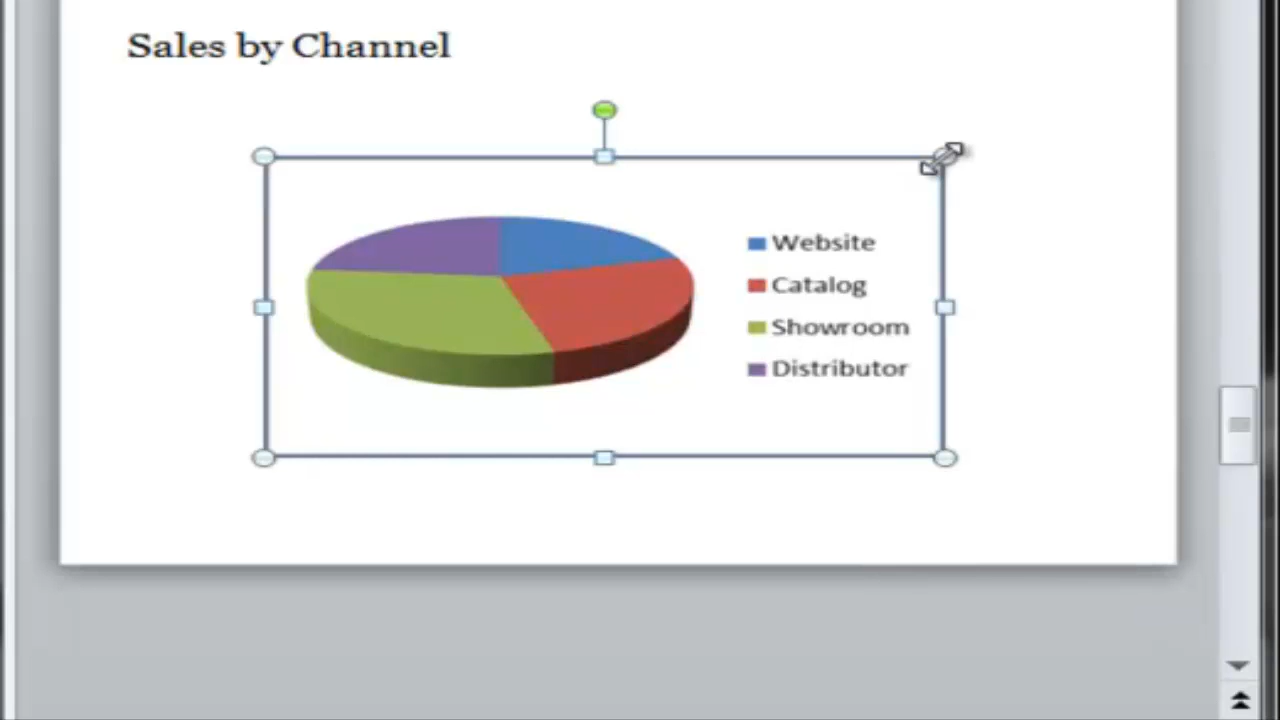 Sales by Channel
Website
Catalog
Showroom
Distributor